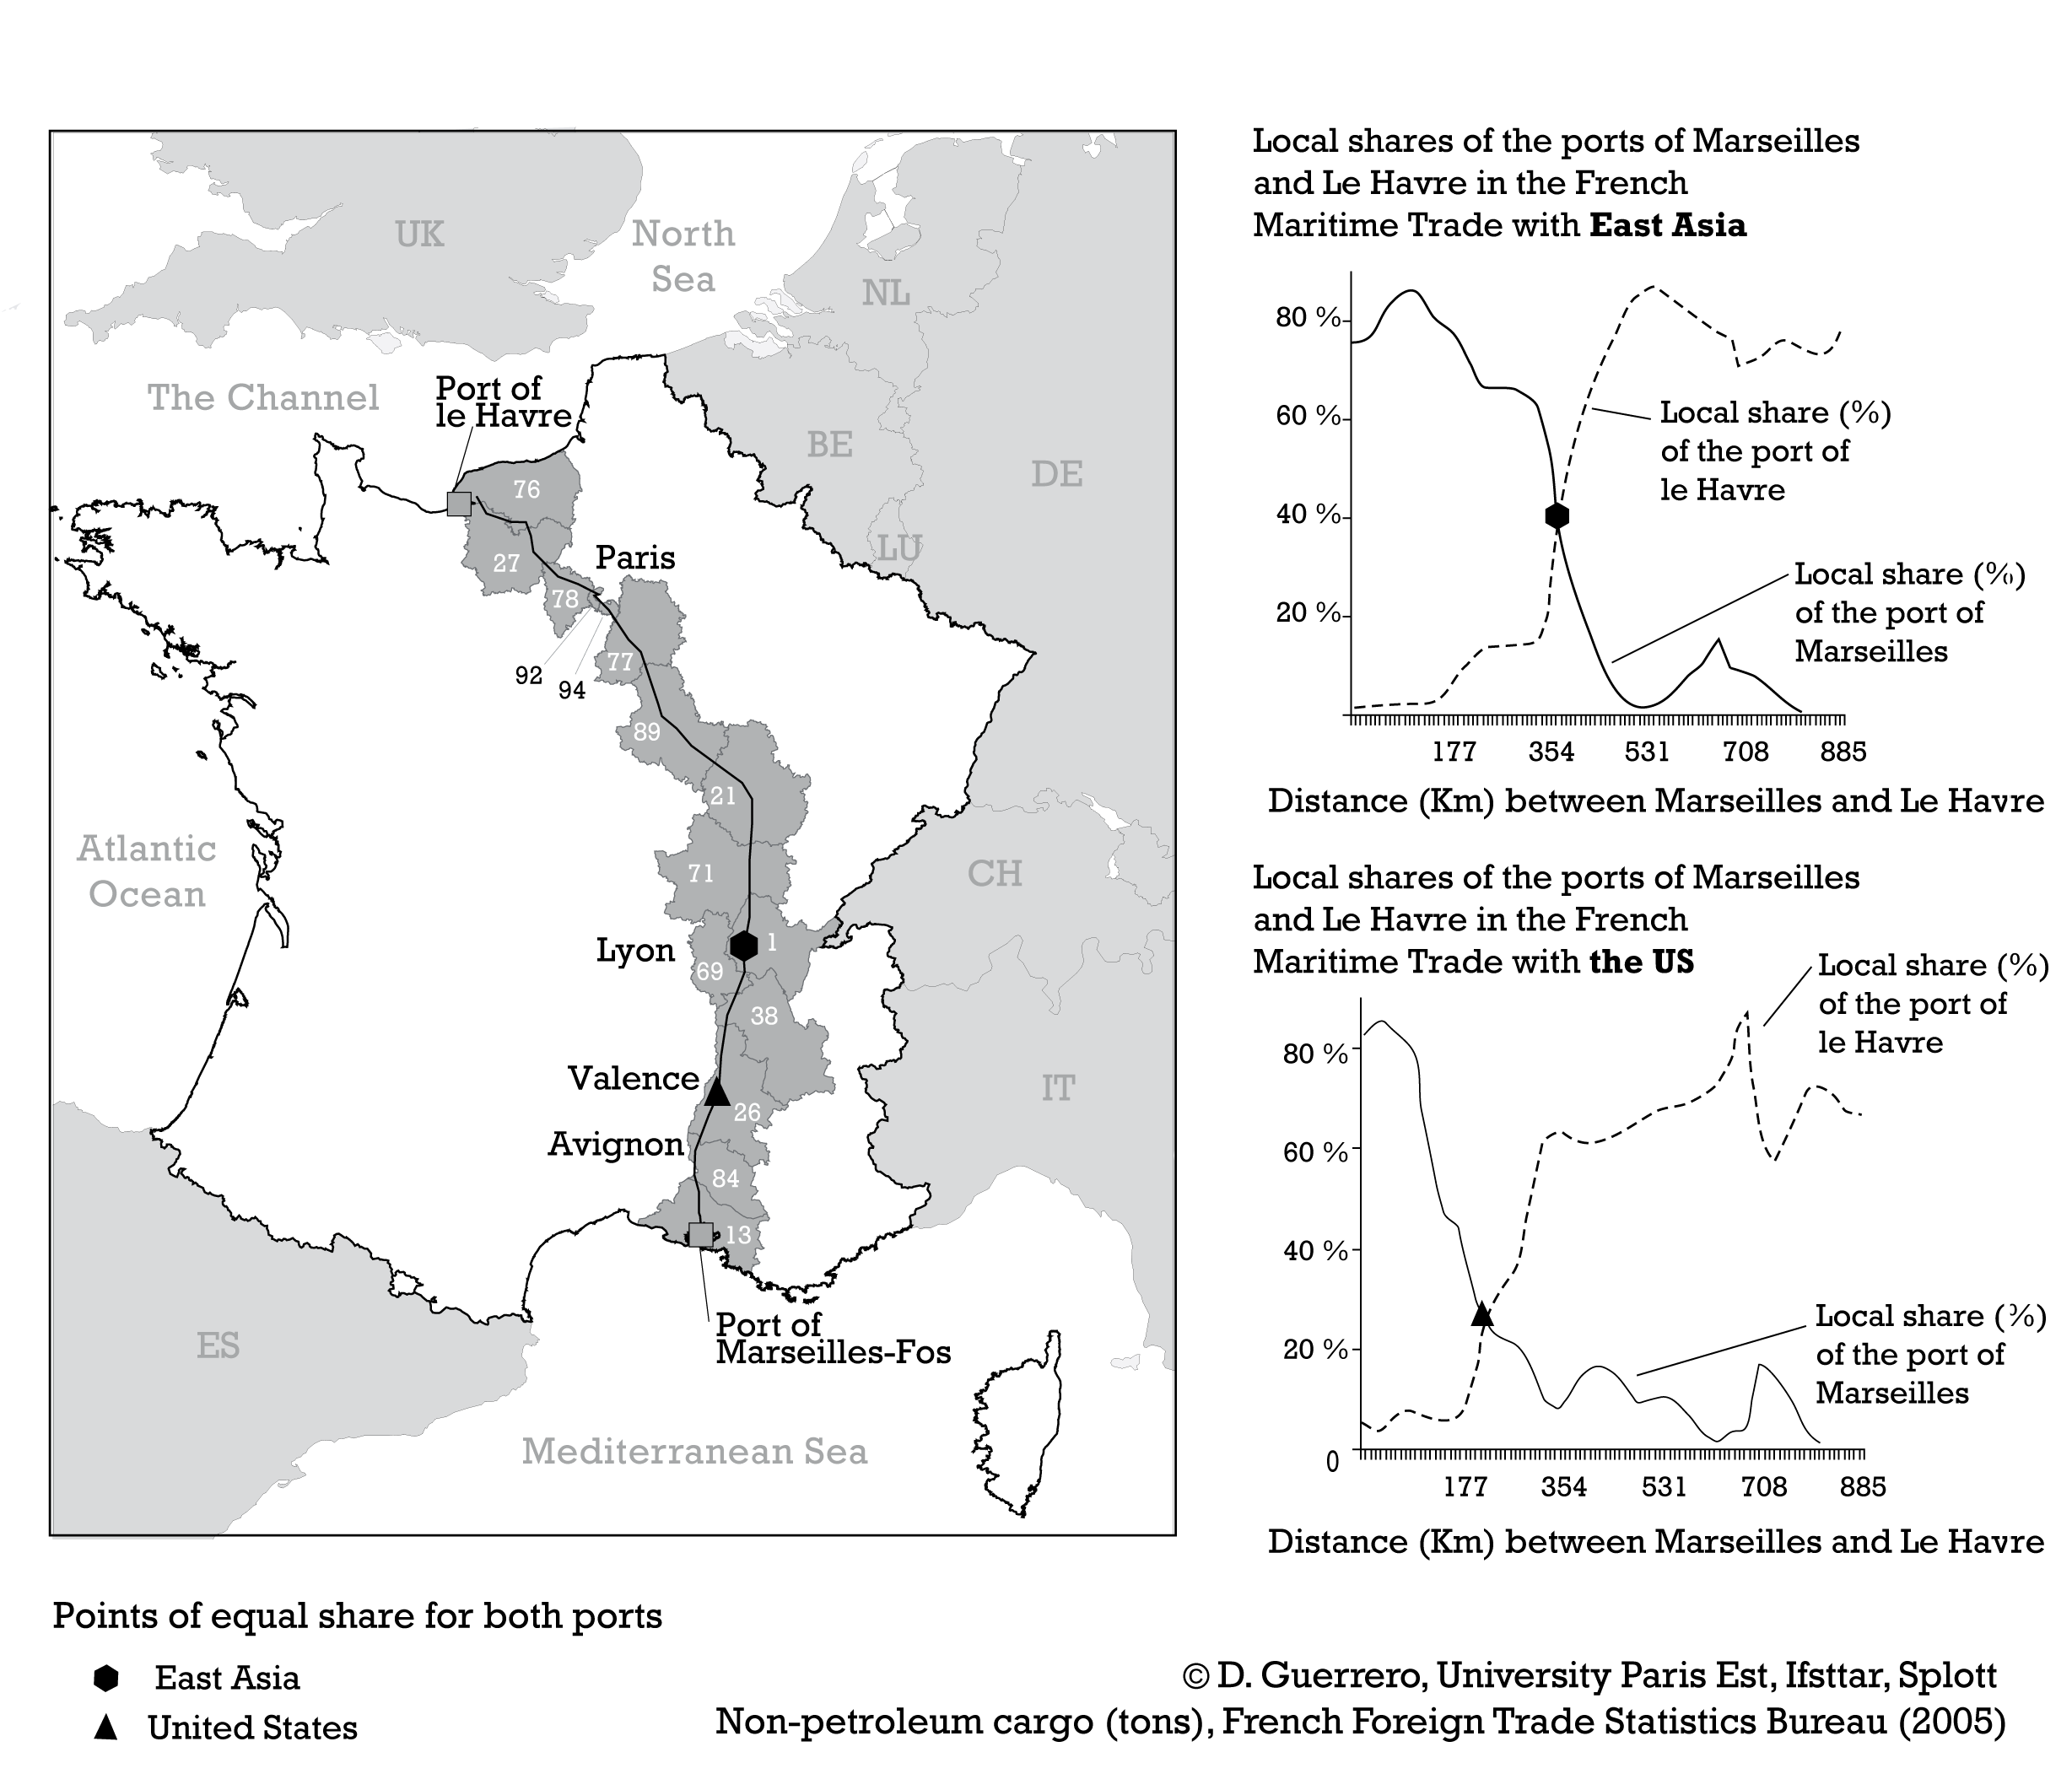 UK
North
Sea
NL
The Channel
Port of
le Havre
BE
DE
LU
76
27
Paris
78
92
94
77
89
21
Atlantic
Ocean
71
CH
Lyon
1
69
38
Valence
26
IT
Avignon
84
13
Port of
Marseilles-Fos
ES
Mediterranean Sea
Local shares of the ports of Marseilles
and Le Havre in the French
Maritime Trade with East Asia
80 %
60 %
40 %
20 %
Local share (%)
of the port of
le Havre
Local share (%)
of the port of
Marseilles
177 354 531 708 885
Distance (Km) between Marseilles and Le Havre
Local shares of the ports of Marseilles
and Le Havre in the French
Maritime Trade with the US
Local share (%)
of the port of
le Havre
80 %
60 %
40 %
20 %
0
Local share (%)
of the port of
Marseilles
177 354 531 708 885
Distance (Km) between Marseilles and Le Havre
Points of equal share for both ports
East Asia
United States
© D. Guerrero, University Paris Est, Ifsttar, Splott
Non-petroleum cargo (tons), French Foreign Trade Statistics Bureau (2005)